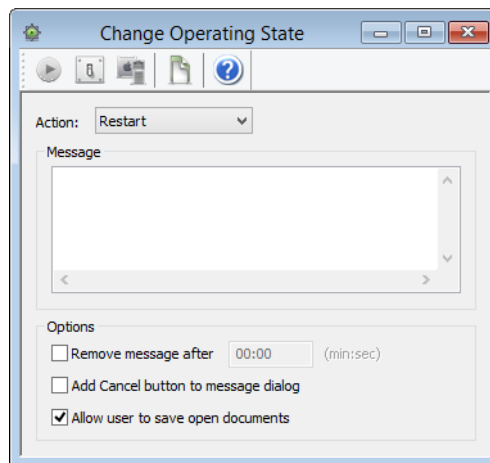 Change Operating State
Action: Restart
Message
Options
Remove message after 00:00 (min:sec)
Add Cancel button to message dialog
Allow user to save open documents